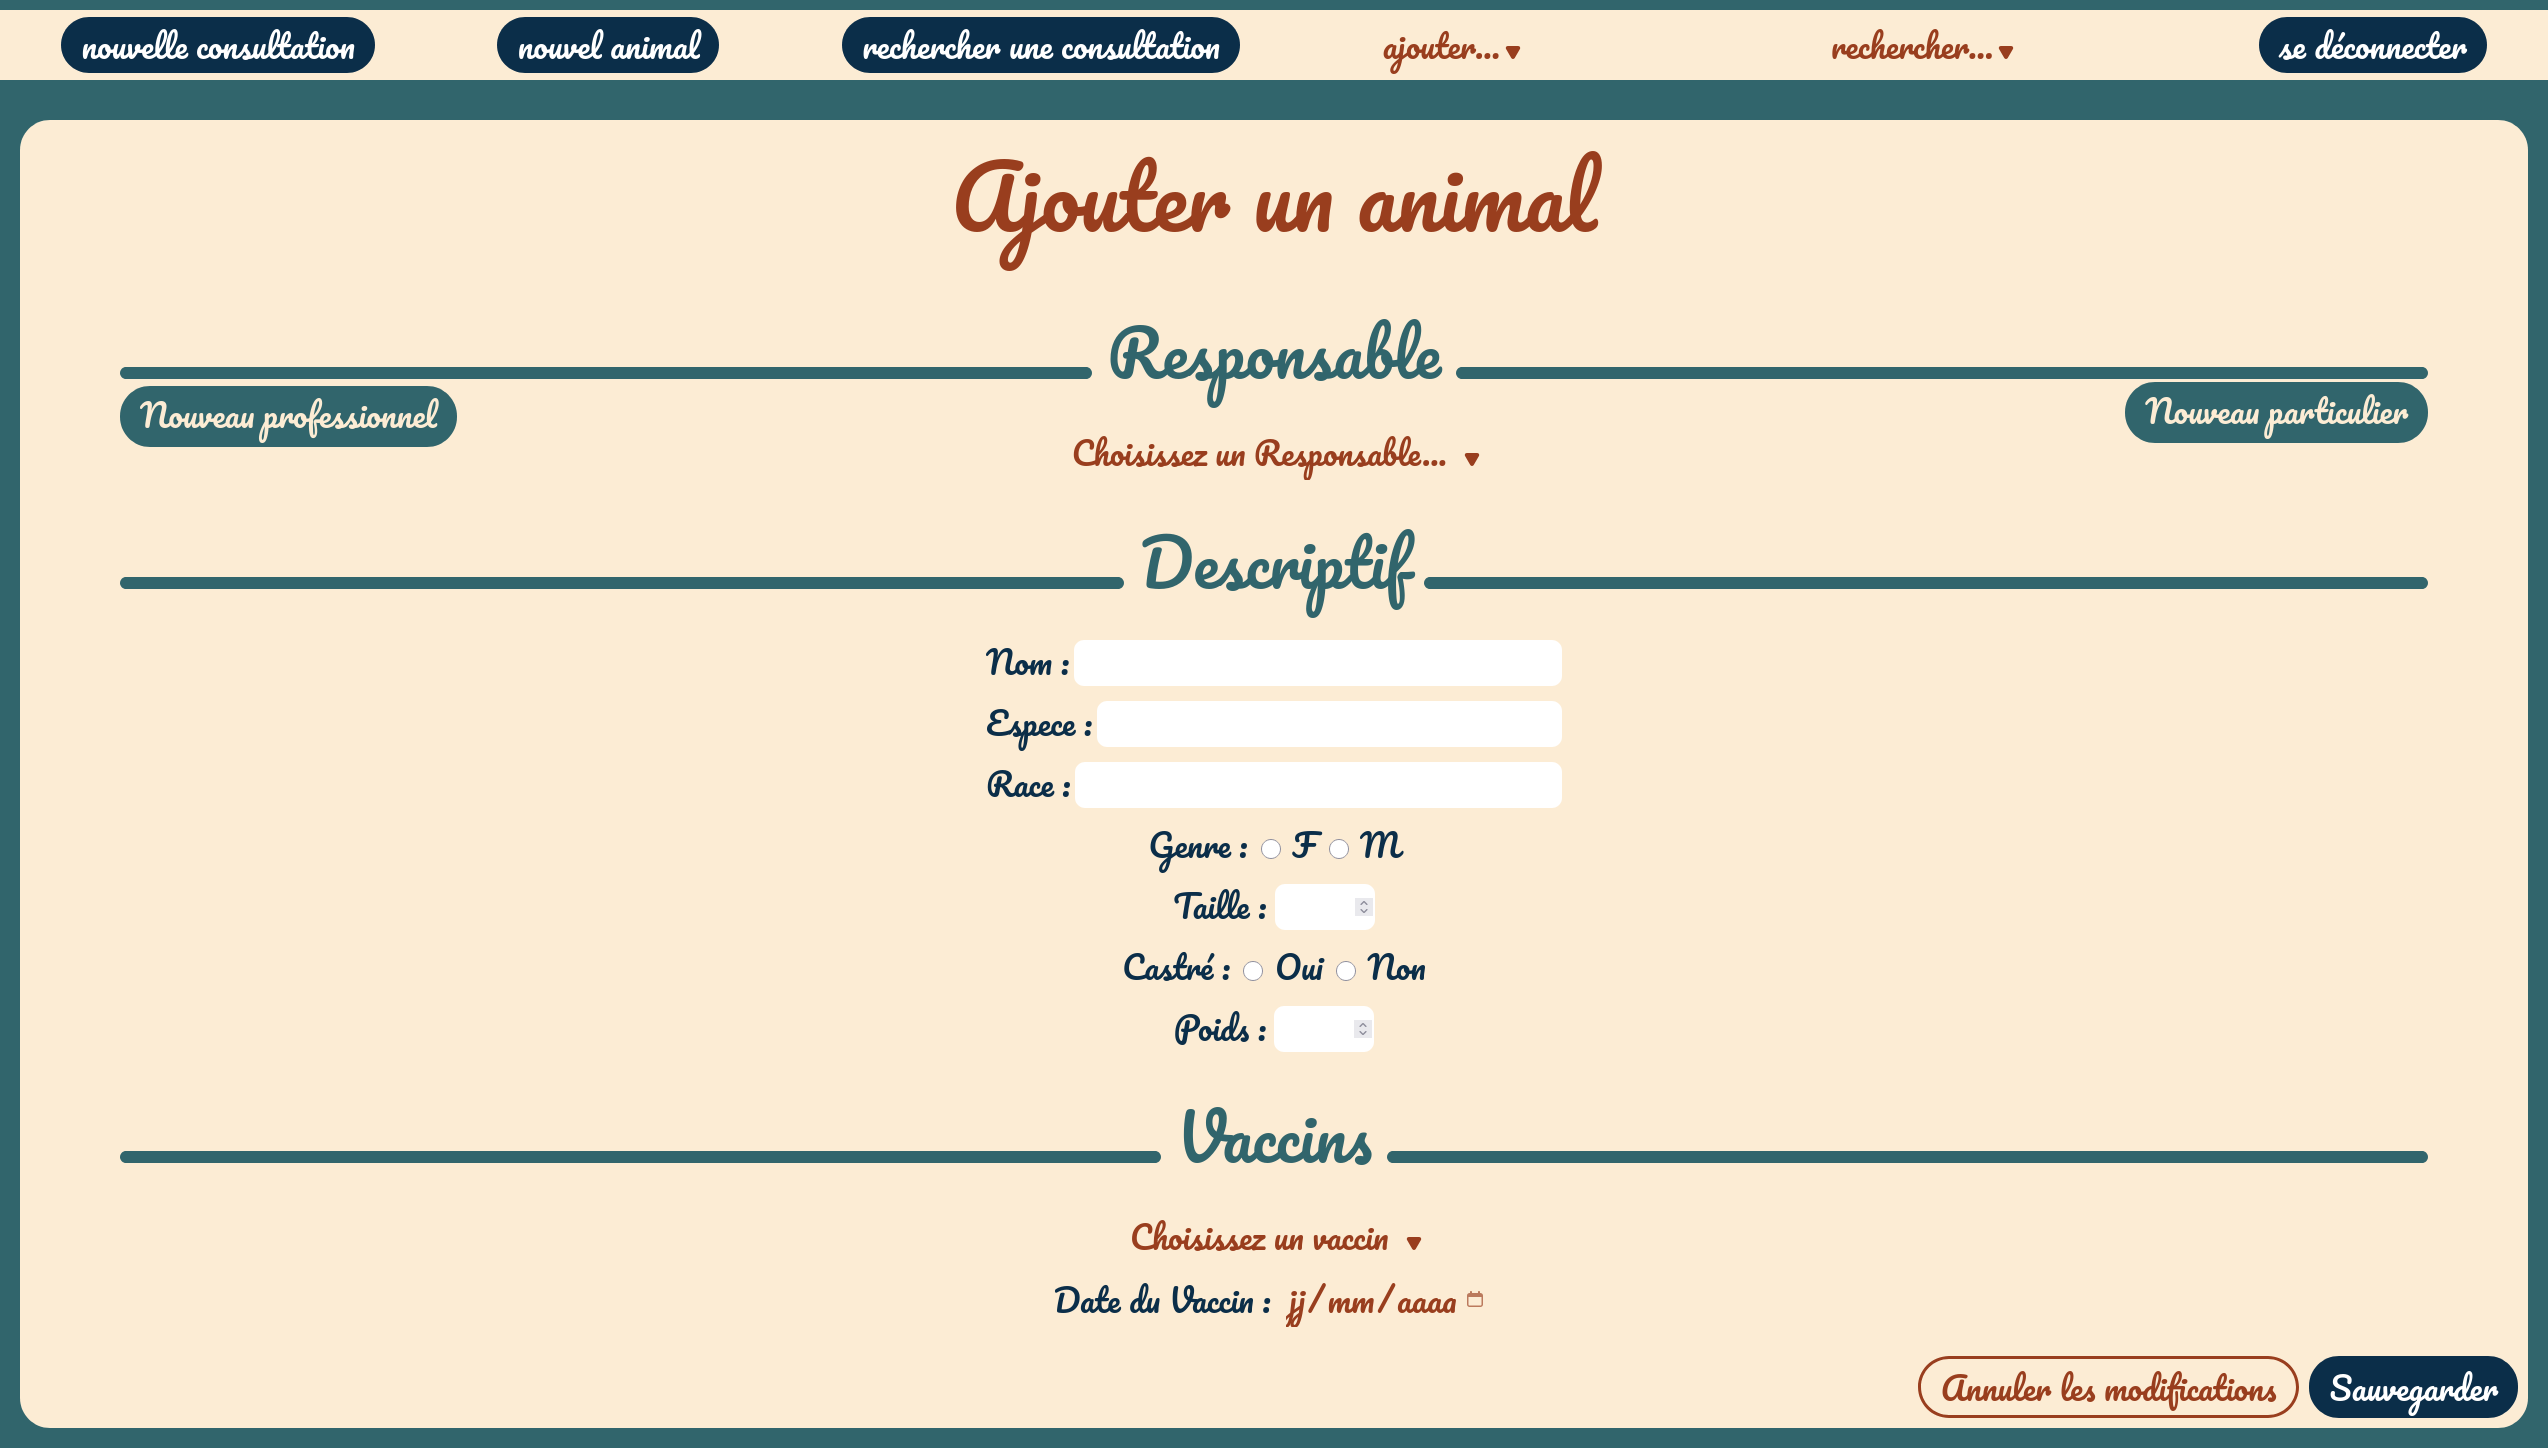 nouvelle consultation nouvel animal rechercher une consultation ajouter... rechercher... se déconnecter
Ajouter un animal
Responsable
Nouveau professionnel Nouveau particulier
Choisissez un Responsable...
Descriptif
Nom :
Espece :
Race :
Genre : F M
Taille :
Castré : Oui Non
Poids :
Vaccins
Choisissez un vaccin
Date du Vaccin : jj/mm/aaaa
Annuler les modifications Sauvegarder